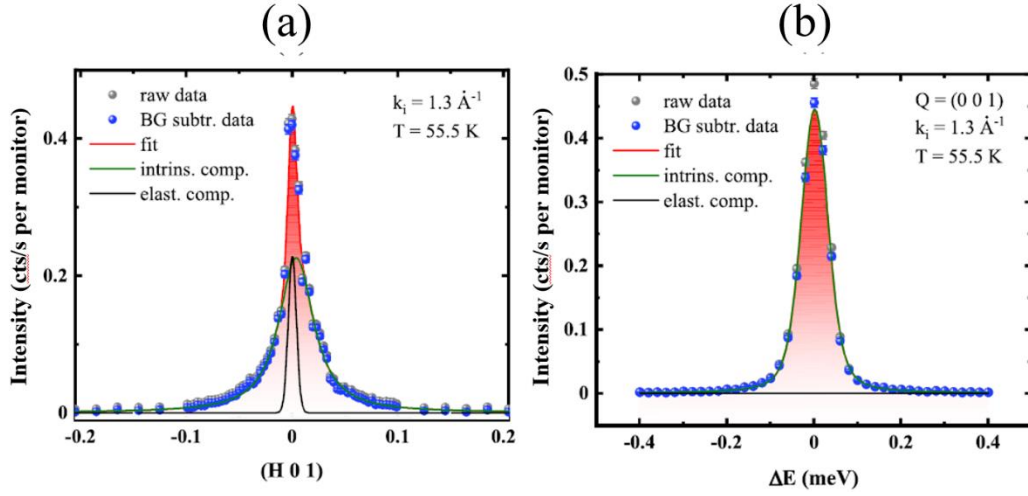 (a)
(b)
Intensity (cts/s per monitor)
0.4
0.2
0
raw data
BG subtr. data
fit
intrins. comp.
elast. comp.
k_i = 1.3 Å⁻¹
T = 55.5 K
-0.2 -0.1 0 0.1 0.2
(H 0 1)
Intensity (cts/s per monitor)
0.5
0.4
0.3
0.2
0.1
0
raw data
BG subtr. data
fit
intrins. comp.
elast. comp.
Q = (0 0 1)
k_i = 1.3 Å⁻¹
T = 55.5 K
-0.4 -0.2 0 0.2 0.4
ΔE (meV)